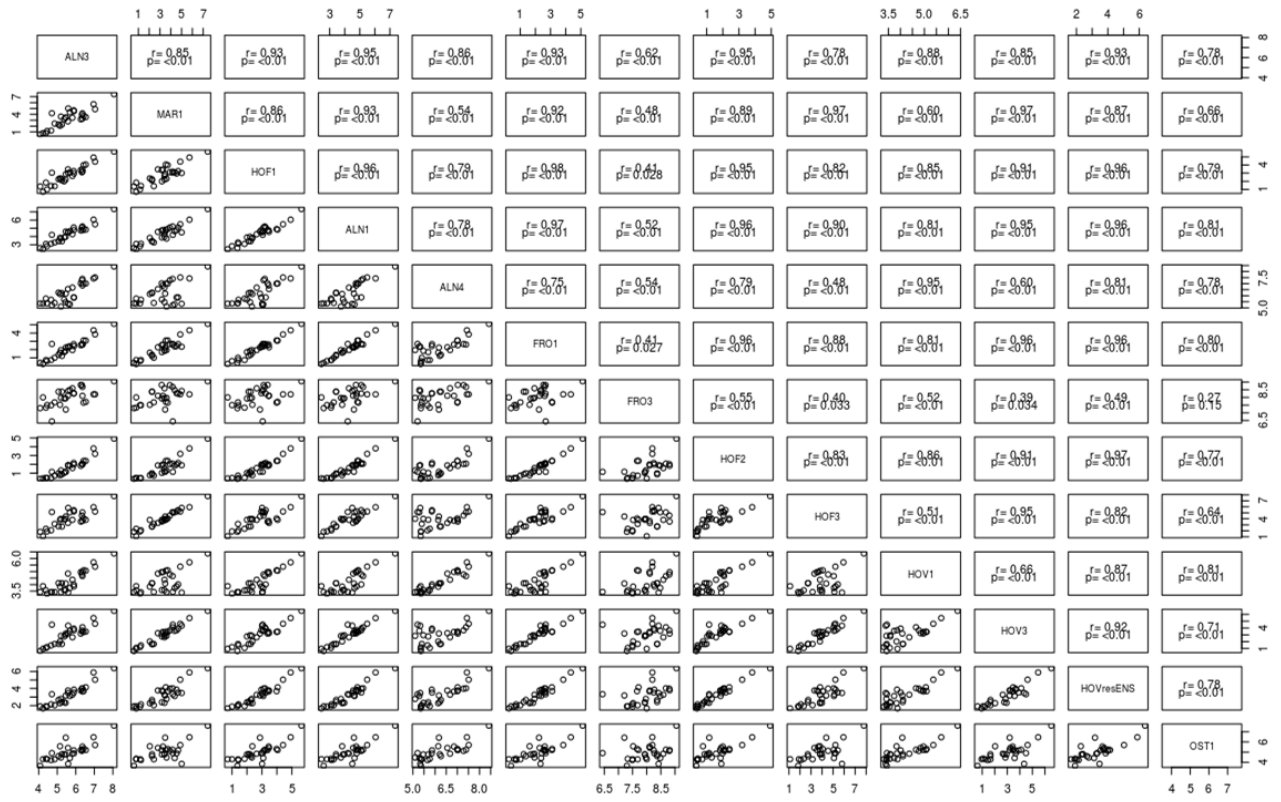 1 3 5 7 3 5 7 1 3 5 1 3 5 3.5 5.0 6.5 2 4 6
ALN3 r= 0.85 r= 0.93 r= 0.95 r= 0.86 r= 0.93 r= 0.62 r= 0.95 r= 0.78 r= 0.88 r= 0.85 r= 0.93 r= 0.78 4 6 8
p= <0.01 p= <0.01 p= <0.01 p= <0.01 p= <0.01 p= <0.01 p= <0.01 p= <0.01 p= <0.01 p= <0.01 p= <0.01 p= <0.01
1 4 7 MAR1 r= 0.86 r= 0.93 r= 0.54 r= 0.92 r= 0.48 r= 0.89 r= 0.97 r= 0.60 r= 0.97 r= 0.87 r= 0.66
p= <0.01 p= <0.01 p= <0.01 p= <0.01 p= <0.01 p= <0.01 p= <0.01 p= <0.01 p= <0.01 p= <0.01 p= <0.01
HOF1 r= 0.96 r= 0.79 r= 0.98 r= 0.41 r= 0.95 r= 0.82 r= 0.85 r= 0.91 r= 0.96 r= 0.79 1 4
p= <0.01 p= <0.01 p= <0.01 p= 0.028 p= <0.01 p= <0.01 p= <0.01 p= <0.01 p= <0.01 p= <0.01
3 6 ALN1 r= 0.78 r= 0.97 r= 0.52 r= 0.96 r= 0.90 r= 0.81 r= 0.95 r= 0.96 r= 0.81
p= <0.01 p= <0.01 p= <0.01 p= <0.01 p= <0.01 p= <0.01 p= <0.01 p= <0.01 p= <0.01
ALN4 r= 0.75 r= 0.54 r= 0.79 r= 0.48 r= 0.95 r= 0.60 r= 0.81 r= 0.78 5.0 7.5
p= <0.01 p= <0.01 p= <0.01 p= <0.01 p= <0.01 p= <0.01 p= <0.01 p= <0.01
1 4 FRO1 r= 0.41 r= 0.96 r= 0.88 r= 0.81 r= 0.96 r= 0.96 r= 0.80
p= 0.027 p= <0.01 p= <0.01 p= <0.01 p= <0.01 p= <0.01 p= <0.01
FRO3 r= 0.55 r= 0.40 r= 0.52 r= 0.39 r= 0.49 r= 0.27 6.5 8.5
p= <0.01 p= 0.033 p= <0.01 p= 0.034 p= <0.01 p= 0.15
1 3 5 HOF2 r= 0.83 r= 0.86 r= 0.91 r= 0.97 r= 0.77
p= <0.01 p= <0.01 p= <0.01 p= <0.01 p= <0.01
HOF3 r= 0.51 r= 0.95 r= 0.82 r= 0.64 1 4 7
p= <0.01 p= <0.01 p= <0.01 p= <0.01
3.5 6.0 HOV1 r= 0.66 r= 0.87 r= 0.81
p= <0.01 p= <0.01 p= <0.01
HOV3 r= 0.92 r= 0.71 1 4
p= <0.01 p= <0.01
2 4 6 HOVresENS r= 0.78
p= <0.01
OST1 4 6
4 5 6 7 8 1 3 5 5.0 6.5 8.0 1 3 5 6.5 7.5 8.5 1 3 5 7 1 3 5 4 5 6 7